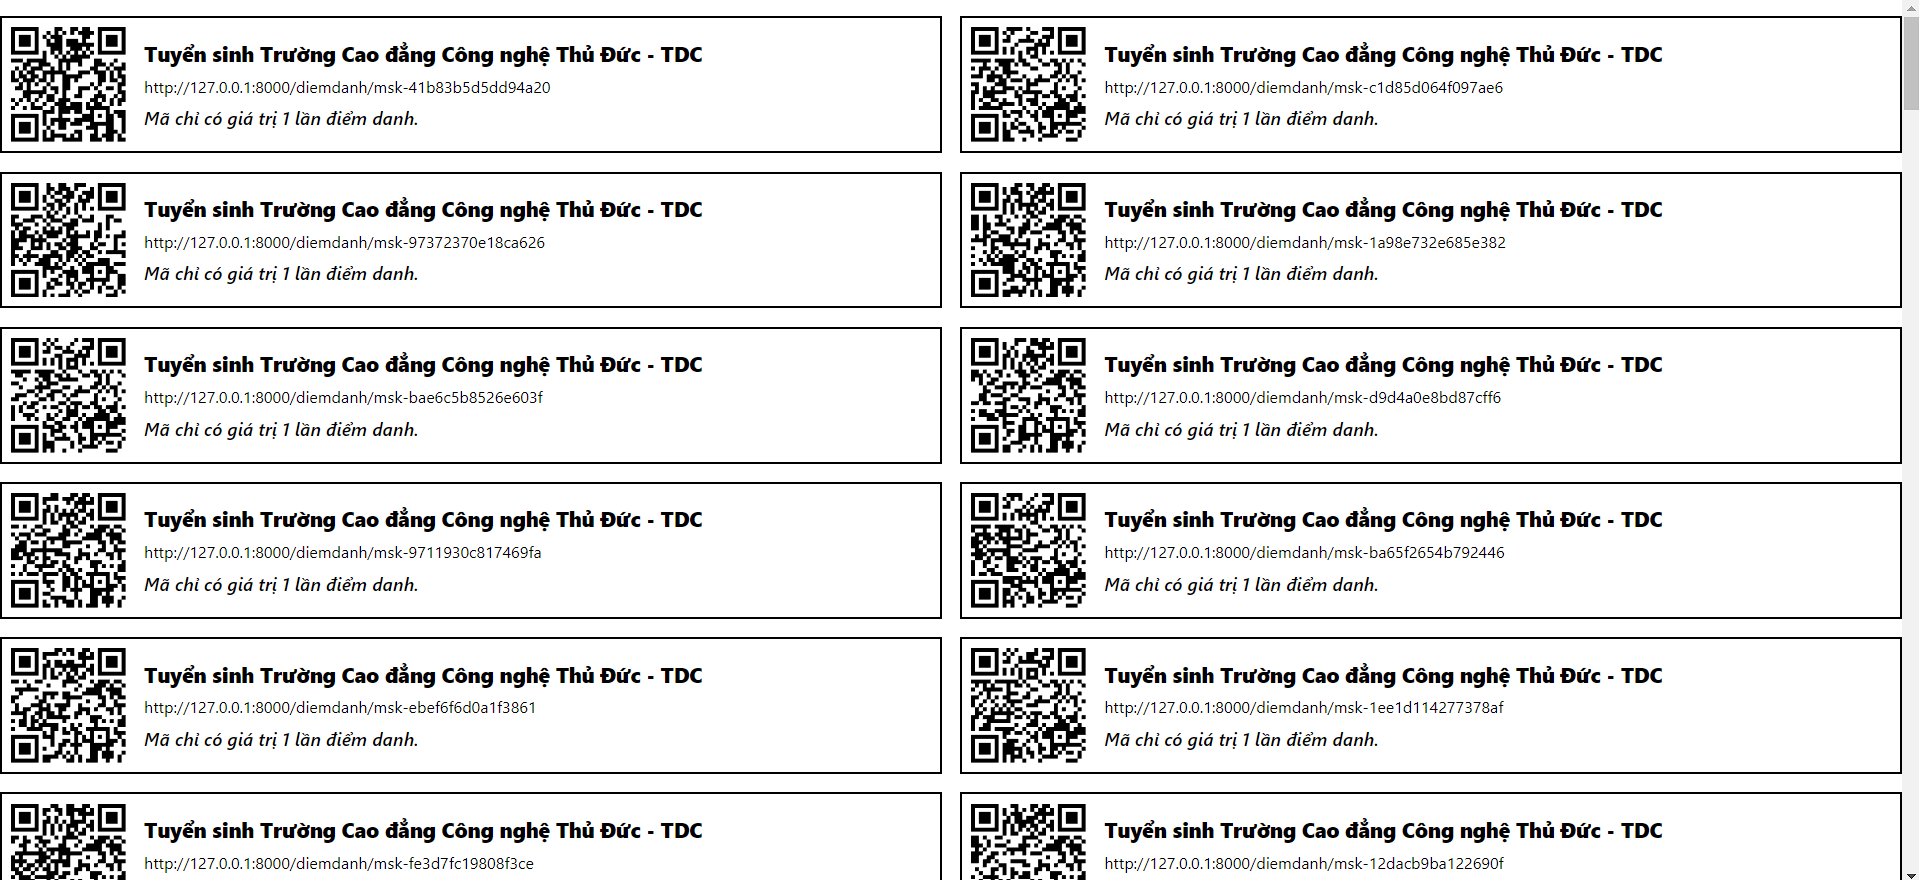 Tuyển sinh Trường Cao đẳng Công nghệ Thủ Đức - TDC
http://127.0.0.1:8000/diemdanh/msk-41b83b5d5dd94a20
Mã chỉ có giá trị 1 lần điểm danh.
Tuyển sinh Trường Cao đẳng Công nghệ Thủ Đức - TDC
http://127.0.0.1:8000/diemdanh/msk-c1d85d064f097ae6
Mã chỉ có giá trị 1 lần điểm danh.
Tuyển sinh Trường Cao đẳng Công nghệ Thủ Đức - TDC
http://127.0.0.1:8000/diemdanh/msk-97372370e18ca626
Mã chỉ có giá trị 1 lần điểm danh.
Tuyển sinh Trường Cao đẳng Công nghệ Thủ Đức - TDC
http://127.0.0.1:8000/diemdanh/msk-1a98e732e685e382
Mã chỉ có giá trị 1 lần điểm danh.
Tuyển sinh Trường Cao đẳng Công nghệ Thủ Đức - TDC
http://127.0.0.1:8000/diemdanh/msk-bae6c5b8526e603f
Mã chỉ có giá trị 1 lần điểm danh.
Tuyển sinh Trường Cao đẳng Công nghệ Thủ Đức - TDC
http://127.0.0.1:8000/diemdanh/msk-d9d4a0e8bd87cff6
Mã chỉ có giá trị 1 lần điểm danh.
Tuyển sinh Trường Cao đẳng Công nghệ Thủ Đức - TDC
http://127.0.0.1:8000/diemdanh/msk-9711930c817469fa
Mã chỉ có giá trị 1 lần điểm danh.
Tuyển sinh Trường Cao đẳng Công nghệ Thủ Đức - TDC
http://127.0.0.1:8000/diemdanh/msk-ba65f2654b792446
Mã chỉ có giá trị 1 lần điểm danh.
Tuyển sinh Trường Cao đẳng Công nghệ Thủ Đức - TDC
http://127.0.0.1:8000/diemdanh/msk-ebef6f6d0a1f3861
Mã chỉ có giá trị 1 lần điểm danh.
Tuyển sinh Trường Cao đẳng Công nghệ Thủ Đức - TDC
http://127.0.0.1:8000/diemdanh/msk-1ee1d114277378af
Mã chỉ có giá trị 1 lần điểm danh.
Tuyển sinh Trường Cao đẳng Công nghệ Thủ Đức - TDC
http://127.0.0.1:8000/diemdanh/msk-fe3d7fc19808f3ce
Tuyển sinh Trường Cao đẳng Công nghệ Thủ Đức - TDC
http://127.0.0.1:8000/diemdanh/msk-12dacb9ba122690f